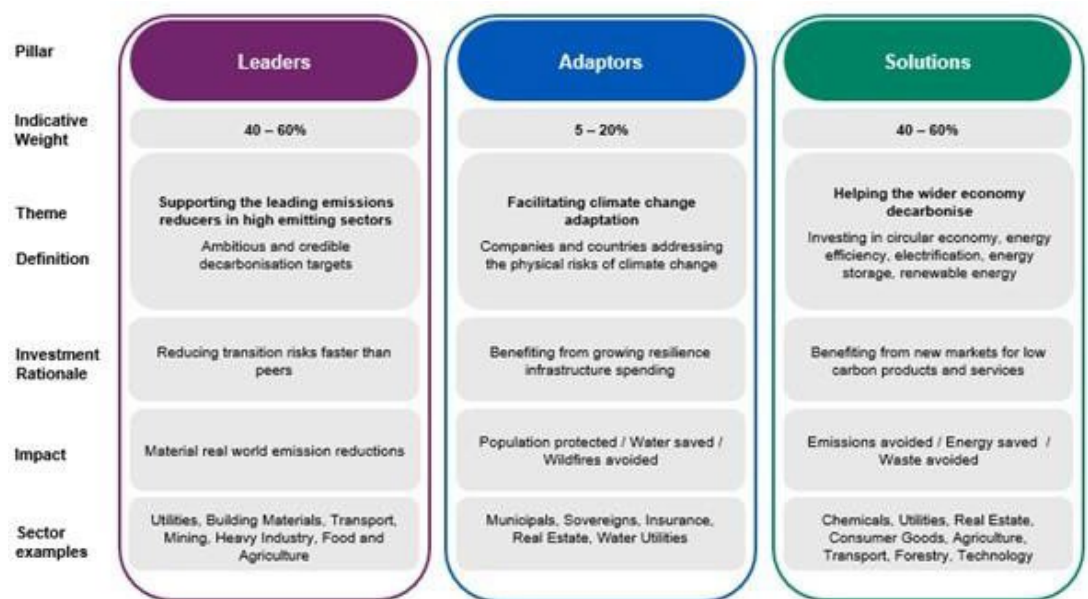 Pillar
Leaders
Adaptors
Solutions
Indicative
Weight
40 – 60%
5 – 20%
40 – 60%
Theme
Supporting the leading emissions
reducers in high emitting sectors
Facilitating climate change
adaptation
Helping the wider economy
decarbonise
Definition
Ambitious and credible
decarbonisation targets
Companies and countries addressing
the physical risks of climate change
Investing in circular economy, energy
efficiency, electrification, energy
storage, renewable energy
Investment
Rationale
Reducing transition risks faster than
peers
Benefiting from growing resilience
infrastructure spending
Benefiting from new markets for low
carbon products and services
Impact
Material real world emission reductions
Population protected / Water saved /
Wildfires avoided
Emissions avoided / Energy saved /
Waste avoided
Sector
examples
Utilities, Building Materials, Transport,
Mining, Heavy Industry, Food and
Agriculture
Municipals, Sovereigns, Insurance,
Real Estate, Water Utilities
Chemicals, Utilities, Real Estate,
Consumer Goods, Agriculture,
Transport, Forestry, Technology